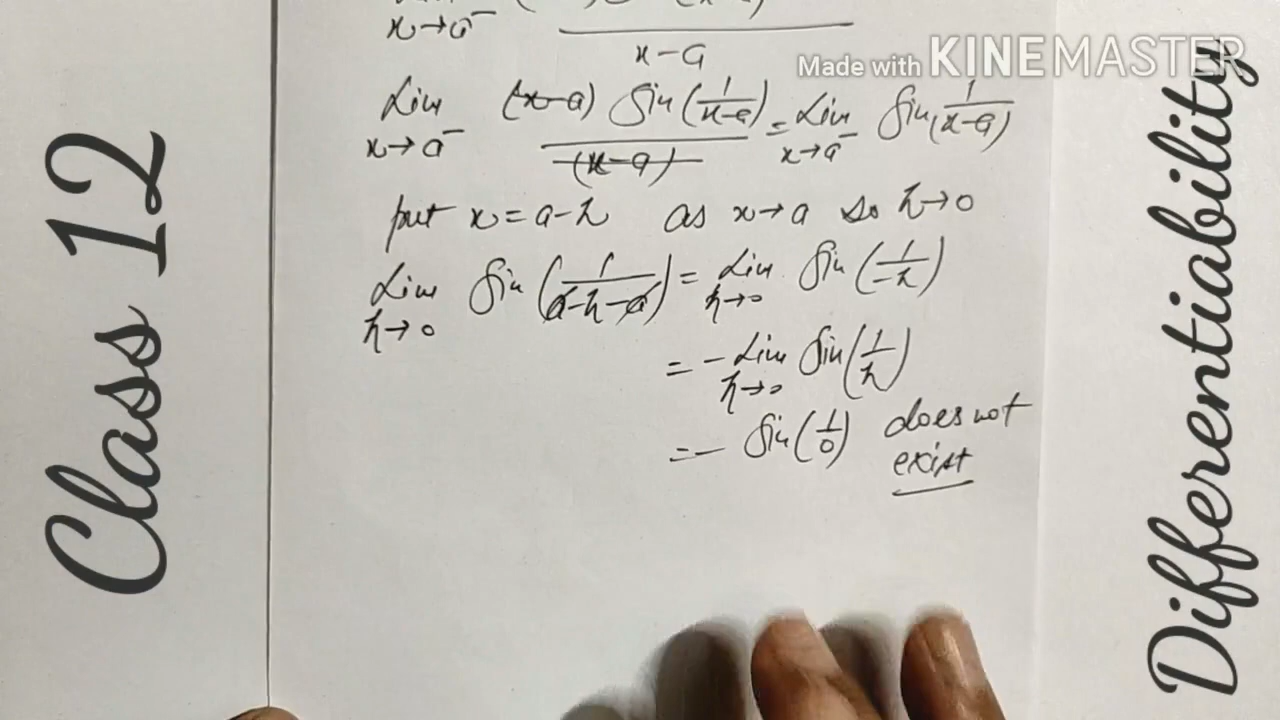 Class 12
x→a⁻ x-a
Made with KINEMASTER
Lim x→a⁻ (x-a) Sin(1/(x-a)) / (x-a) = Lim x→a⁻ Sin(1/(x-a))
put x = a-h as x→a so h→0
Lim h→0 Sin(1/(a-h-a)) = Lim h→0 Sin(1/-h)
= - Lim h→0 Sin(1/h)
= - Sin(1/0) does not exist
Differentiability